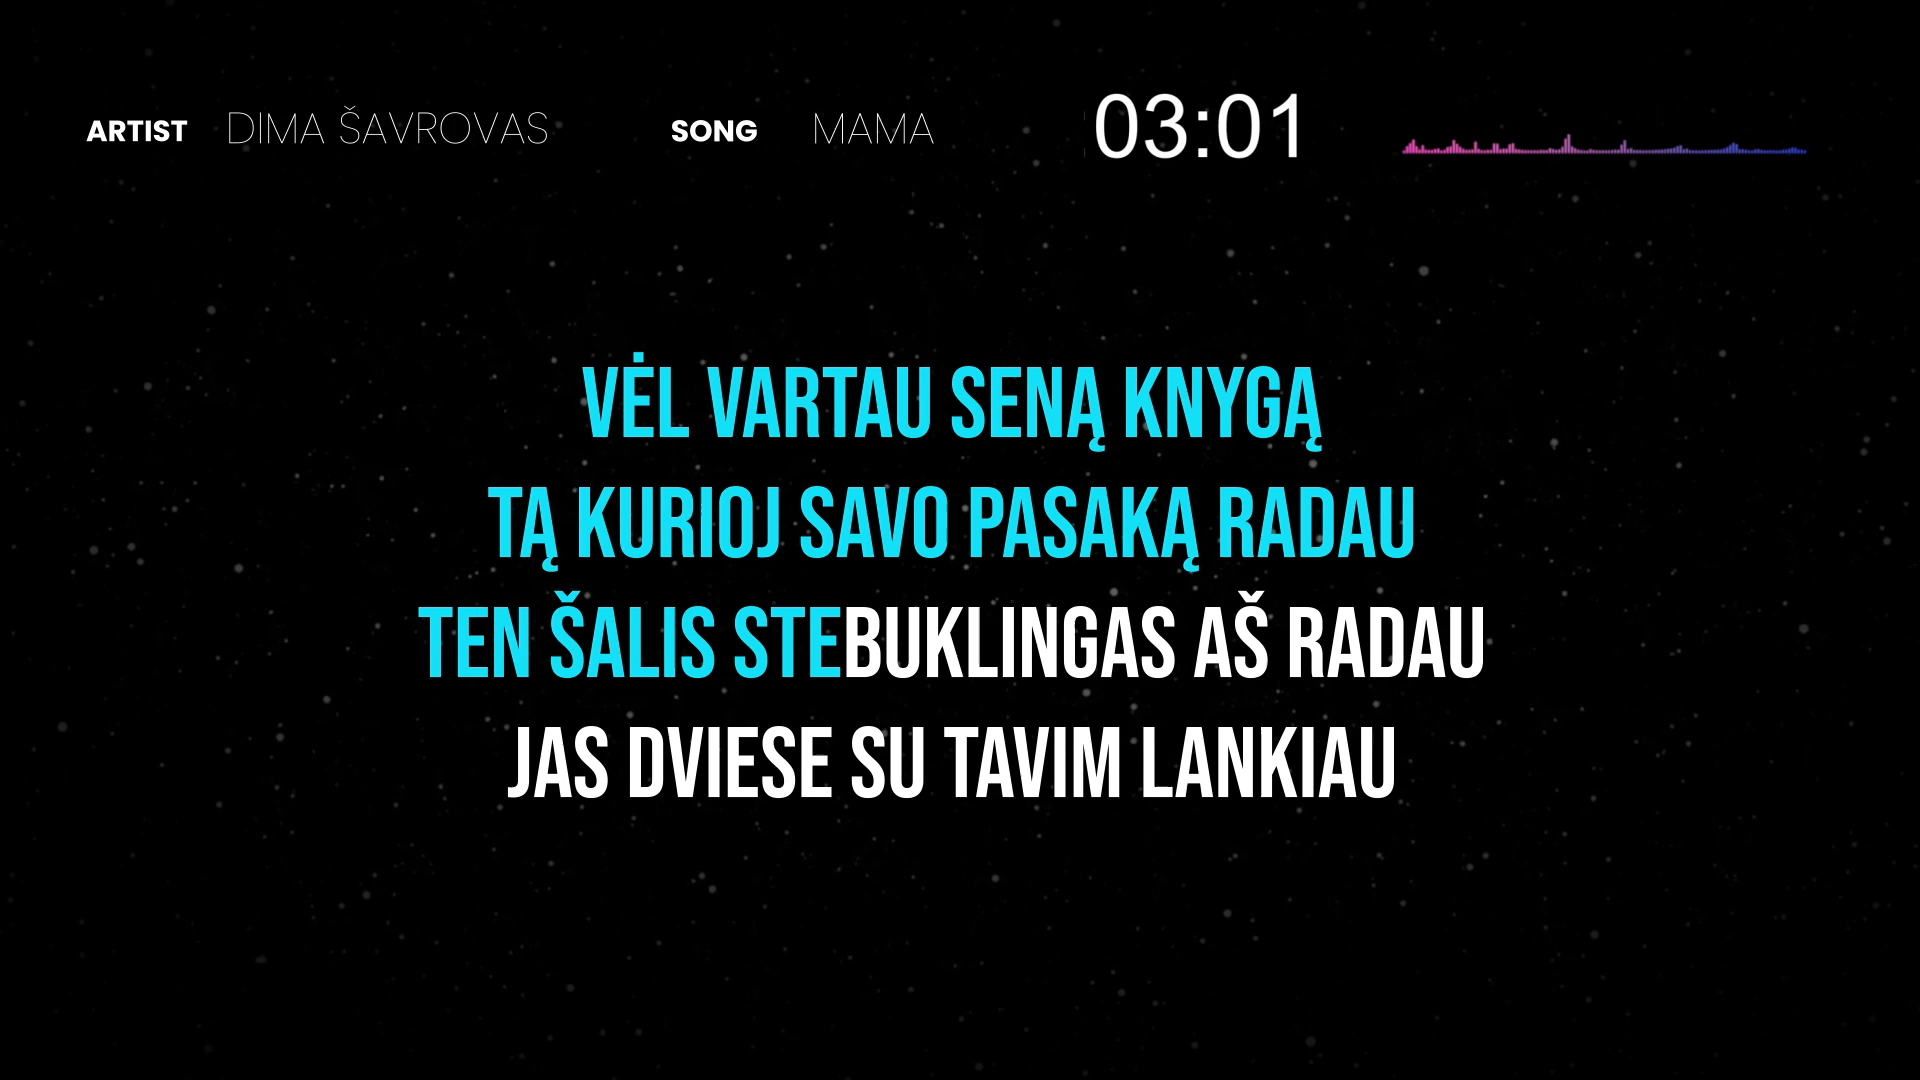 ARTIST DIMA ŠAVROVAS SONG MAMA 03:01
VĖL VARTAU SENĄ KNYGĄ
TĄ KURIOJ SAVO PASAKĄ RADAU
TEN ŠALIS STEBUKLINGAS AŠ RADAU
JAS DVIESE SU TAVIM LANKIAU